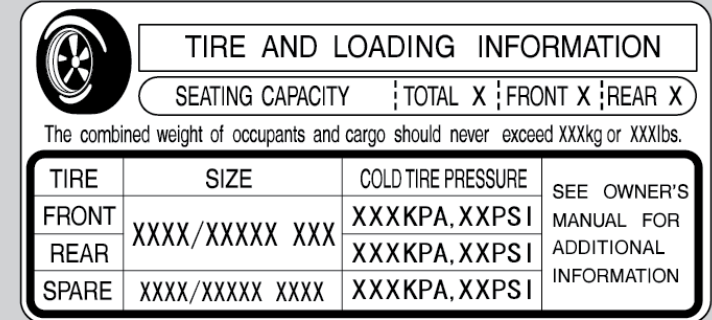 TIRE AND LOADING INFORMATION
SEATING CAPACITY TOTAL X FRONT X REAR X
The combined weight of occupants and cargo should never exceed XXXkg or XXXlbs.
TIRE SIZE COLD TIRE PRESSURE
FRONT XXXX/XXXXX XXX XXXKPA,XXPSI
REAR XXXKPA,XXPSI
SPARE XXXX/XXXXX XXXX XXXKPA,XXPSI
SEE OWNER'S
MANUAL FOR
ADDITIONAL
INFORMATION